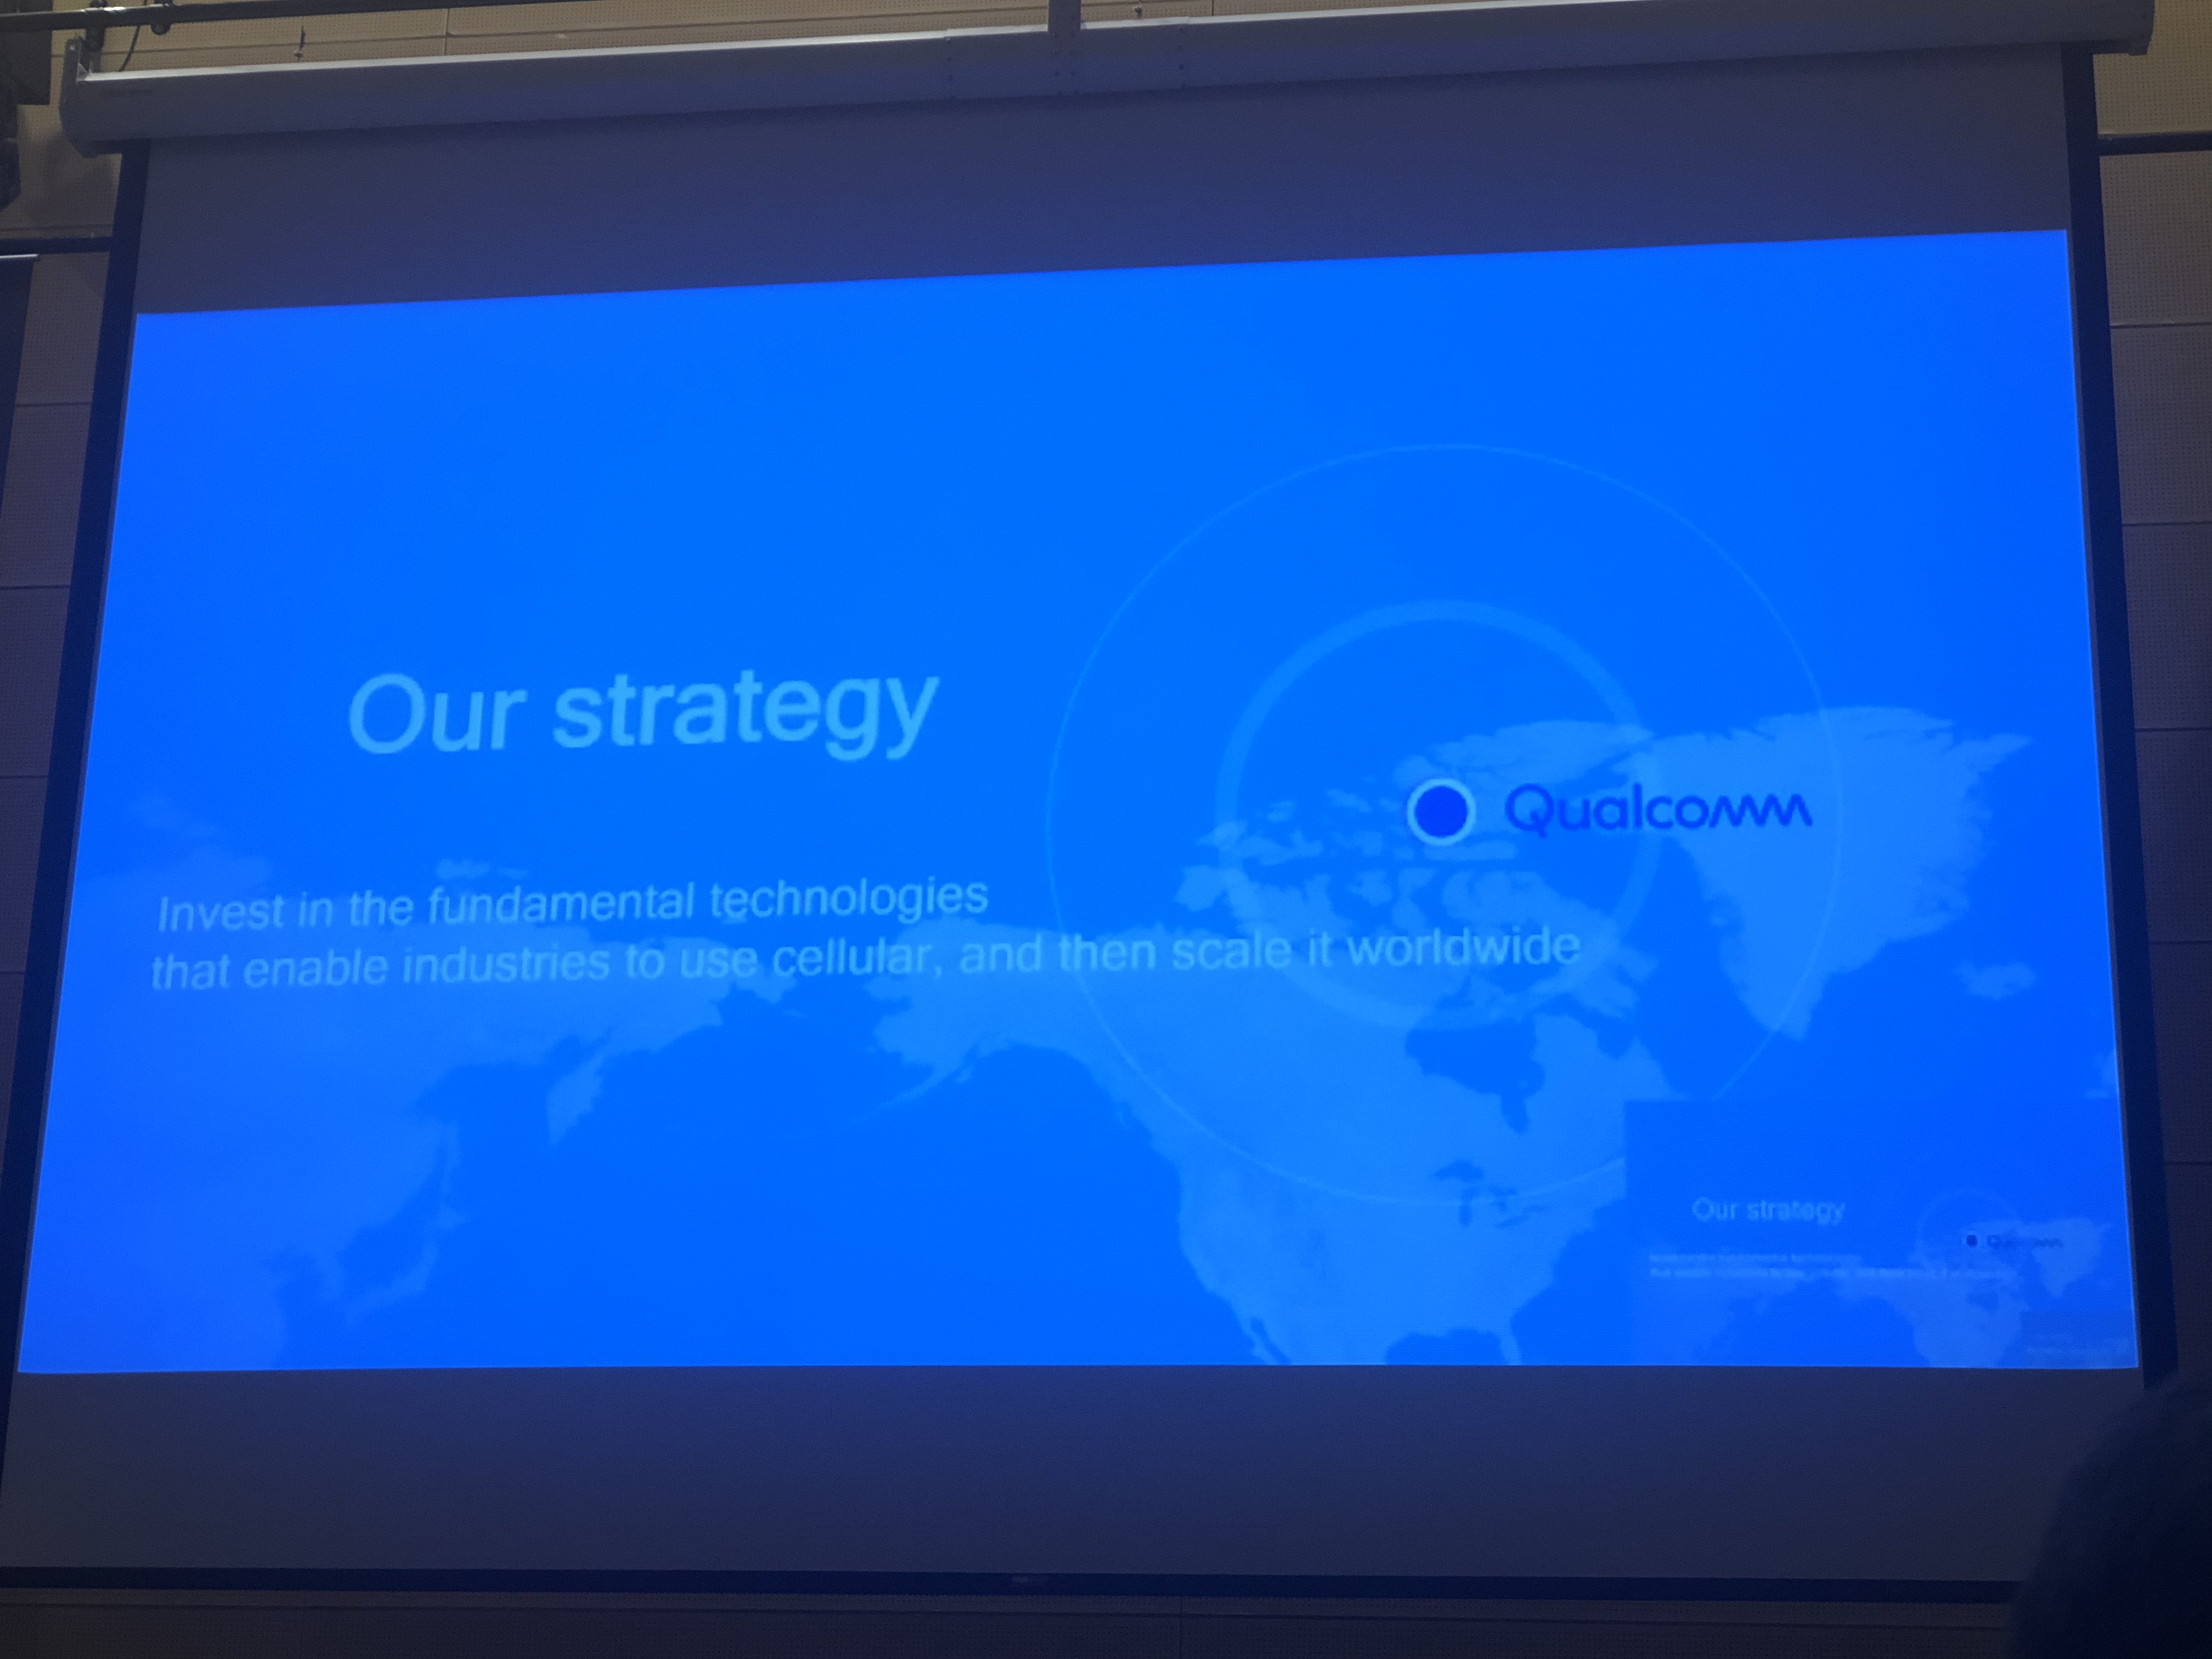 Our strategy
Qualcomm
Invest in the fundamental technologies
that enable industries to use cellular, and then scale it worldwide
Our strategy
Qualcomm